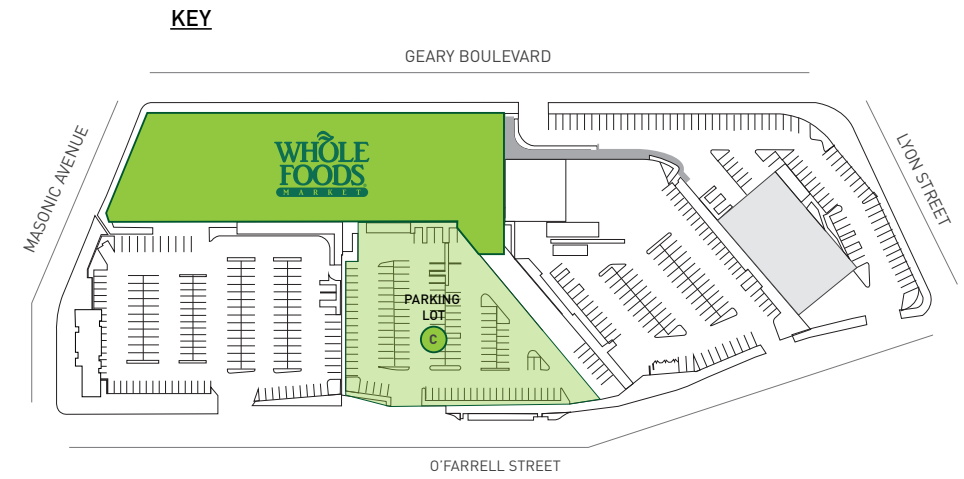 KEY
GEARY BOULEVARD
MASONIC AVENUE
WHOLE
FOODS
MARKET
LYON STREET
PARKING
LOT
C
O'FARRELL STREET